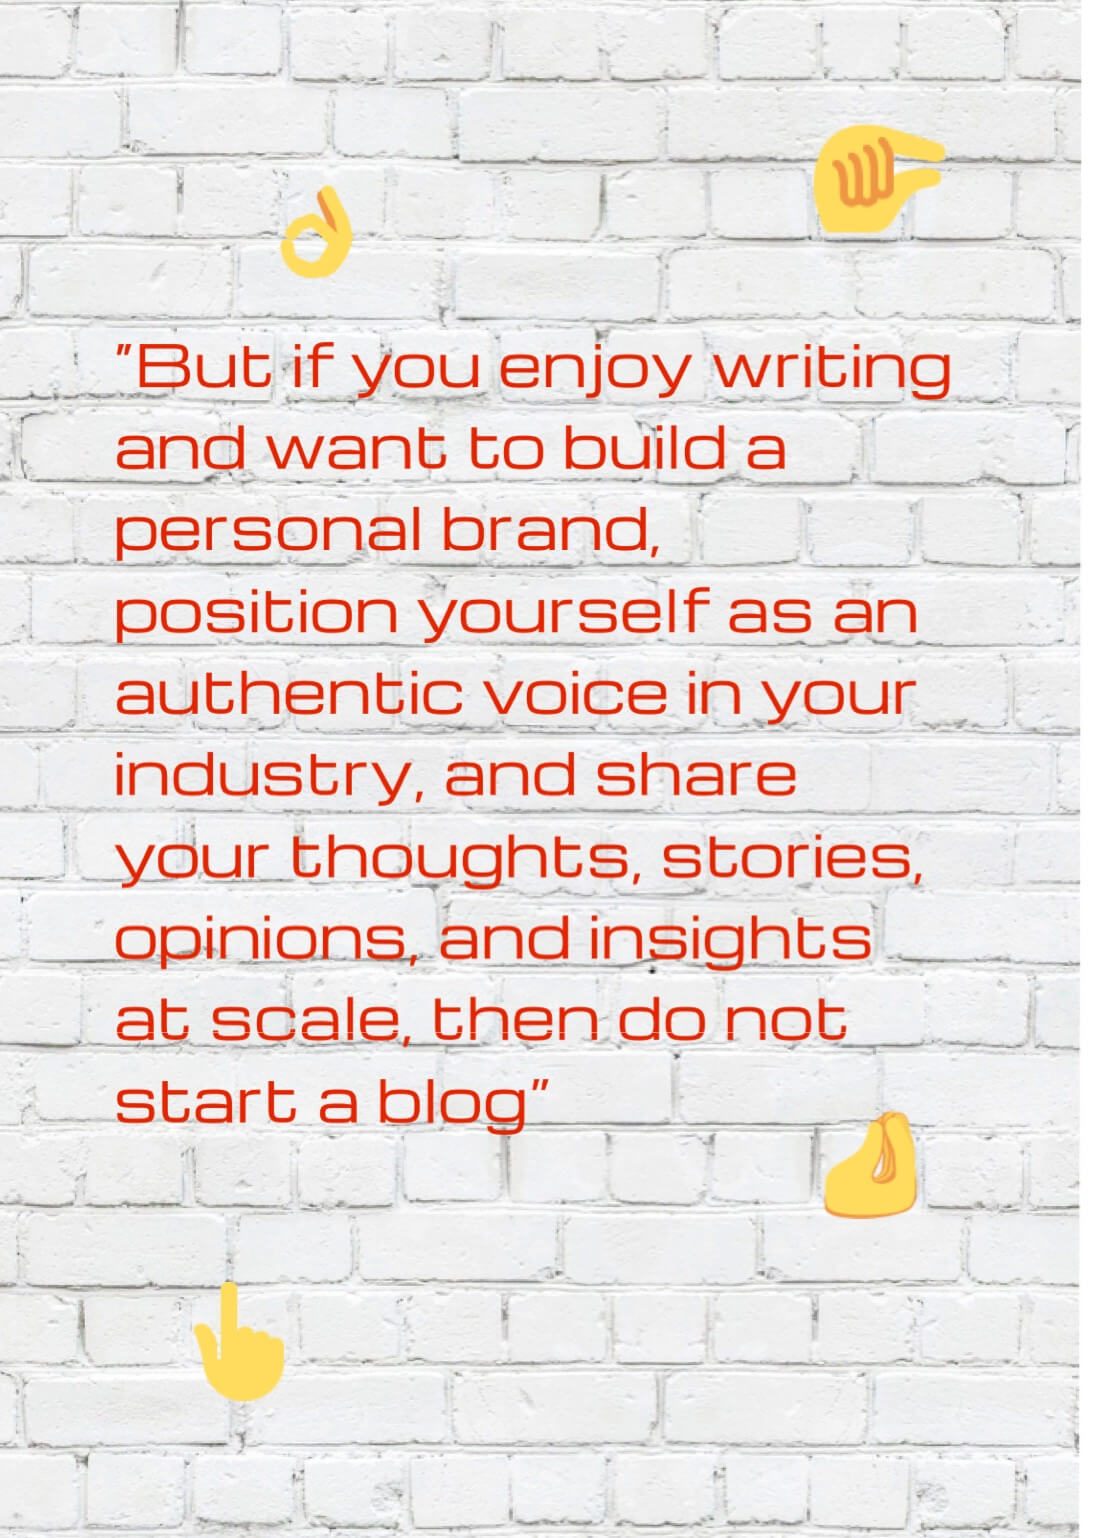 "But if you enjoy writing
and want to build a
personal brand,
position yourself as an
authentic voice in your
industry, and share
your thoughts, stories,
opinions, and insights
at scale, then do not
start a blog"